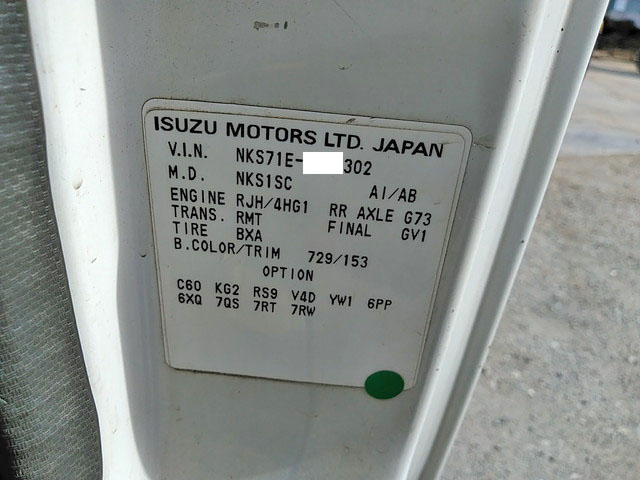 ISUZU MOTORS LTD. JAPAN
V.I.N. NKS71E- 302
M.D. NKS1SC AI/AB
ENGINE RJH/4HG1 RR AXLE G73
TRANS. RMT FINAL GV1
TIRE BXA
B.COLOR/TRIM 729/153
OPTION
C60 KG2 RS9 V4D YW1 6PP
6XQ 7QS 7RT 7RW